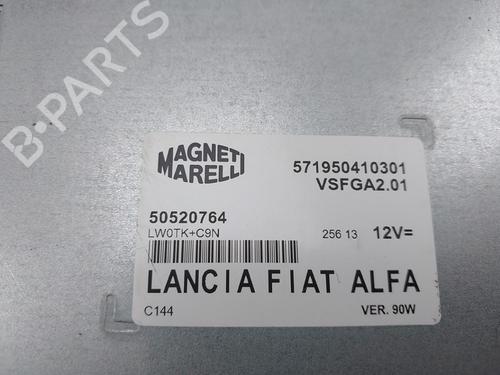 B-PARTS
MAGNETI
MARELLI
571950410301
VSFGA2.01
50520764
LW0TK+C9N
256 13 12V=
LANCIA FIAT ALFA
C144 VER. 90W